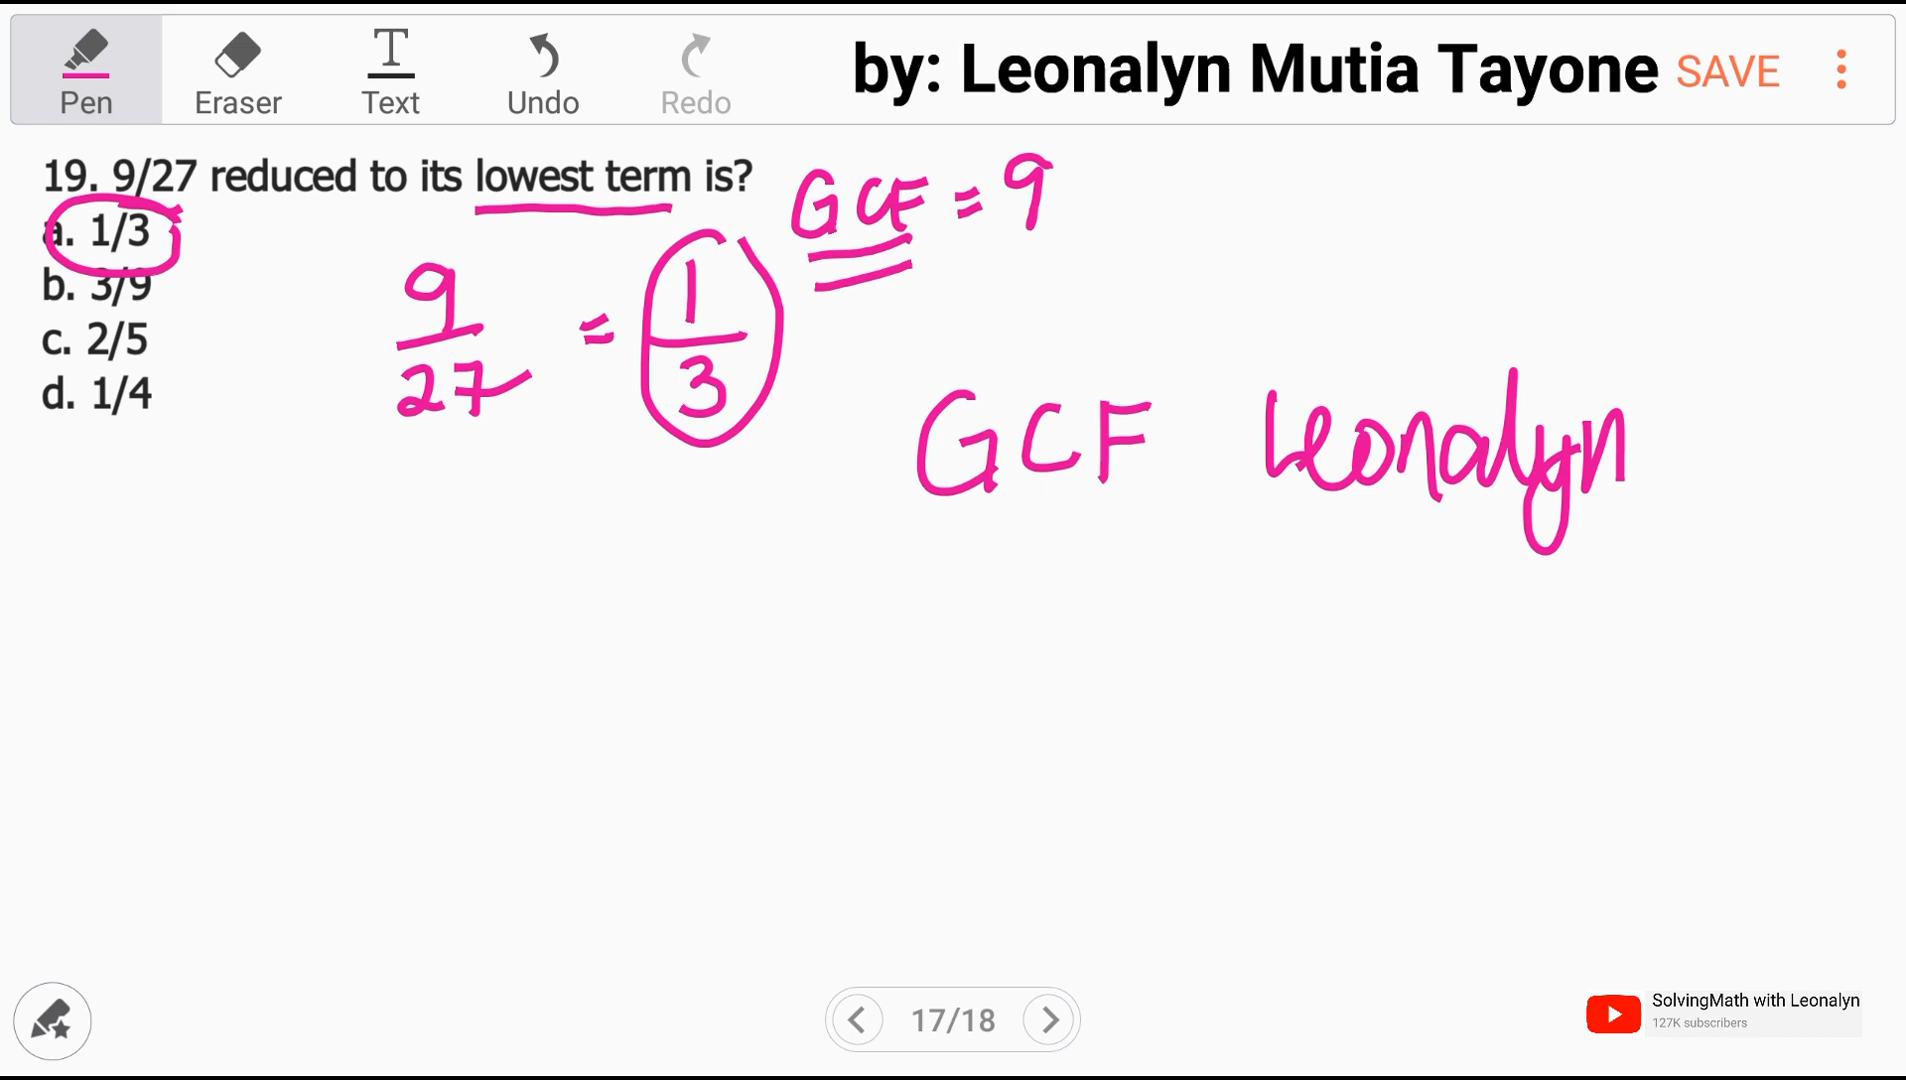 Pen Eraser Text Undo Redo by: Leonalyn Mutia Tayone SAVE
19. 9/27 reduced to its lowest term is?
GCF = 9
a. 1/3
b. 3/9
c. 2/5
d. 1/4
9/27 = 1/3
GCF Leonalyn
17/18
SolvingMath with Leonalyn
127K subscribers